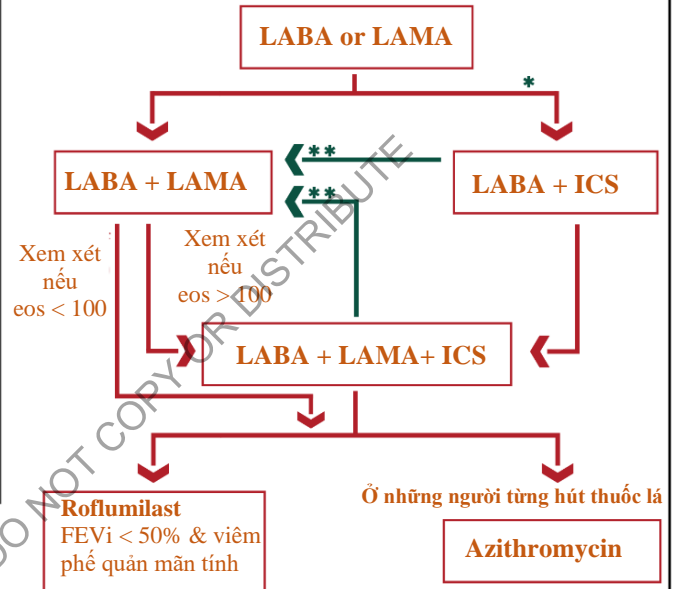 LABA or LAMA
*
**
LABA + LAMA
LABA + ICS
**
Xem xét
nếu
eos < 100
Xem xét
nếu
eos > 100
LABA + LAMA+ ICS
Roflumilast
FEVi < 50% & viêm
phế quản mãn tính
Ở những người từng hút thuốc lá
Azithromycin
DO NOT COPY OR DISTRIBUTE